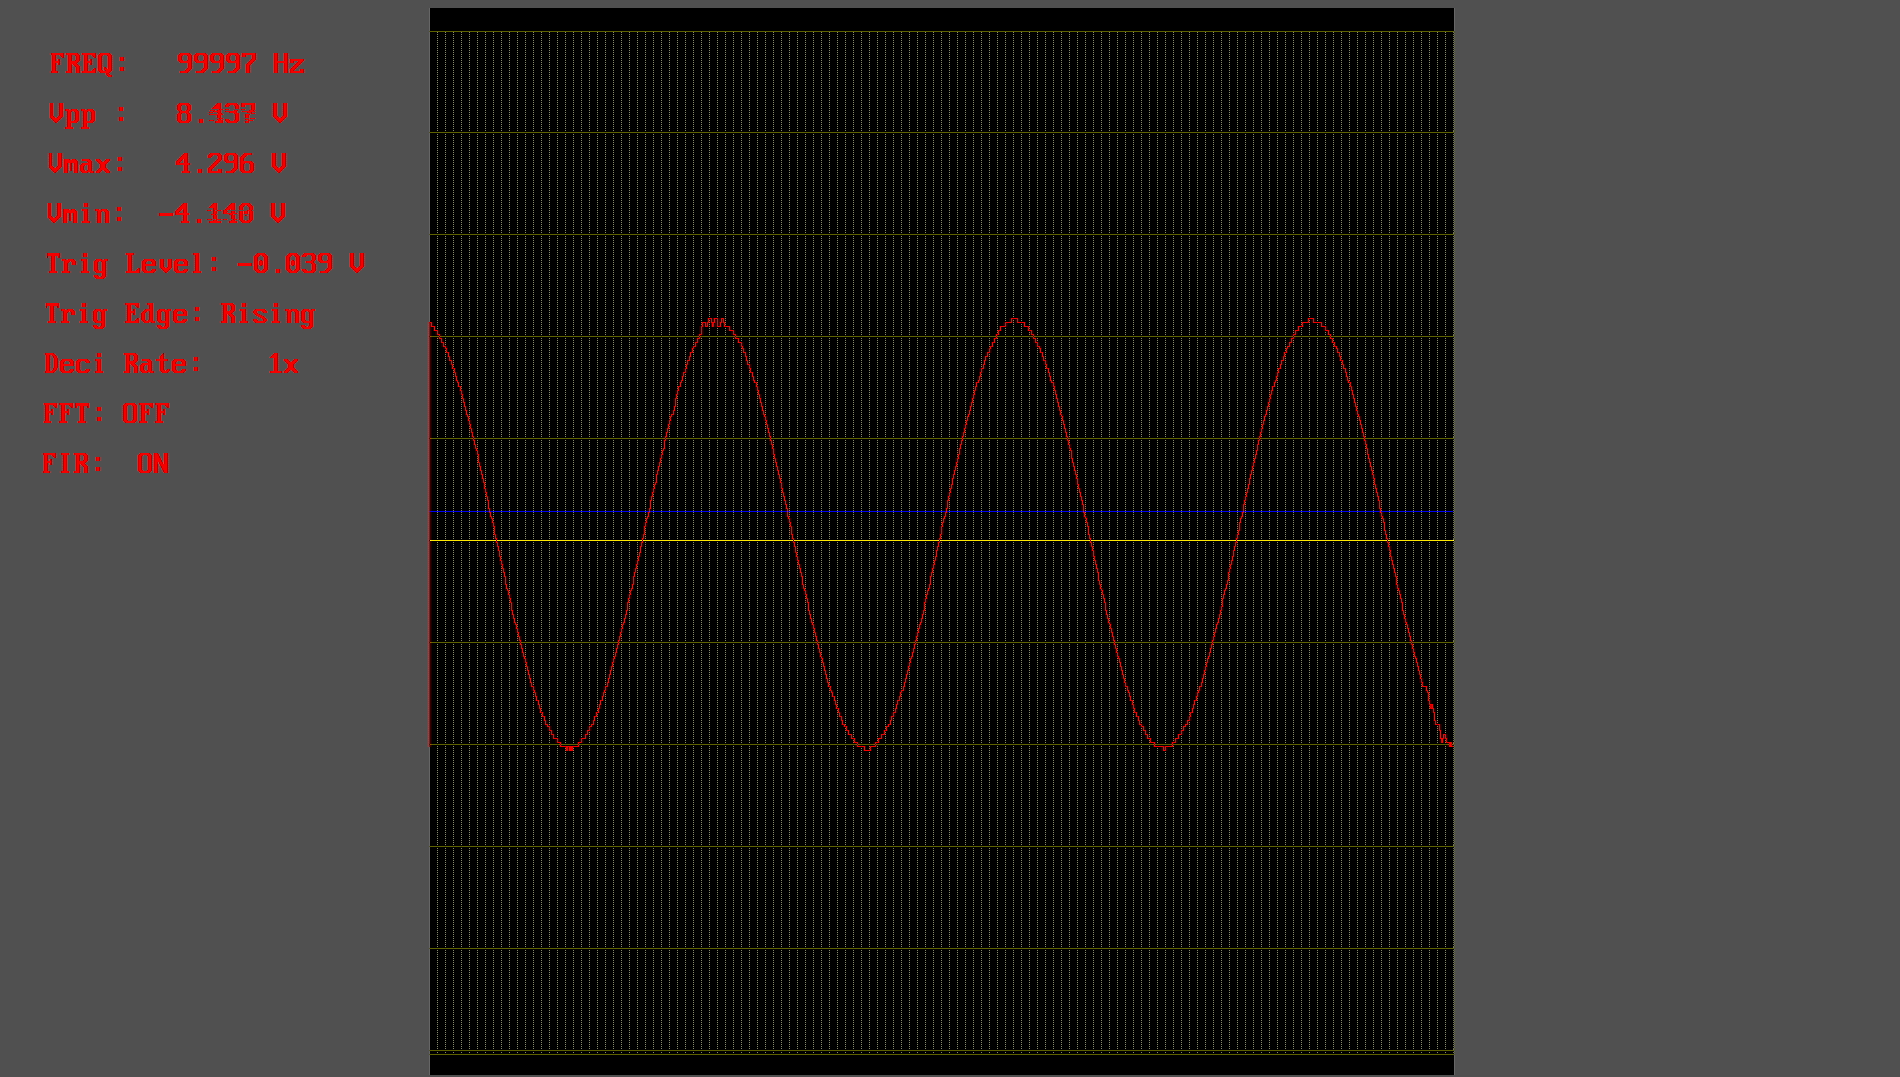 FREQ: 99997 Hz
Vpp : 8.437 V
Vmax: 4.296 V
Vmin: -4.140 V
Trig Level: -0.039 V
Trig Edge: Rising
Deci Rate: 1x
FFT: OFF
FIR: ON